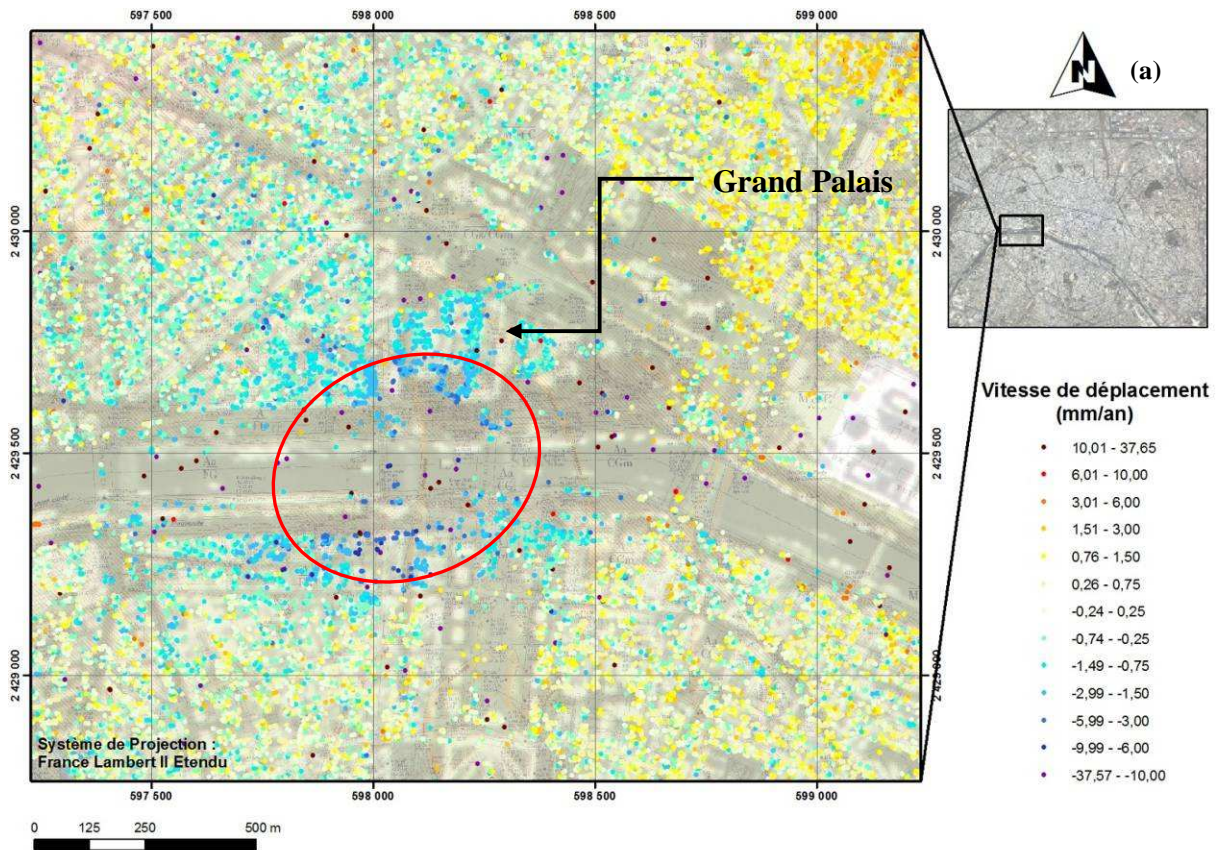 597 500
598 000
598 500
599 000
(a)
N
Grand Palais
2 430 000
2 430 000
2 429 500
2 429 500
2 429 000
2 429 000
Vitesse de déplacement
(mm/an)
10,01 - 37,65
6,01 - 10,00
3,01 - 6,00
1,51 - 3,00
0,76 - 1,50
0,26 - 0,75
-0,24 - 0,25
-0,74 - -0,25
-1,49 - -0,75
-2,99 - -1,50
-5,99 - -3,00
-9,99 - -6,00
-37,57 - -10,00
Système de Projection :
France Lambert II Etendu
597 500
598 000
598 500
599 000
0 125 250 500 m